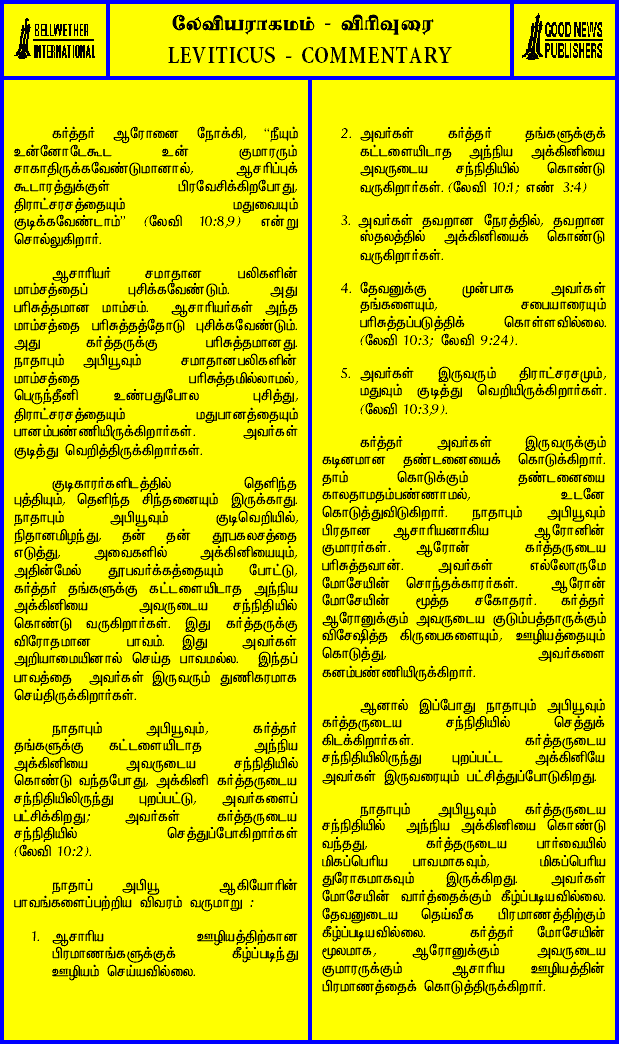 BELLWETHER
INTERNATIONAL
லேவியராகமம் - விரிவுரை
LEVITICUS - COMMENTARY
GOOD NEWS
PUBLISHERS
கர்த்தர் ஆரோனை நோக்கி, “நீயும்
உன்னோடேகூட உன் குமாரரும்
சாகாதிருக்கவேண்டுமானால், ஆசரிப்புக்
கூடாரத்துக்குள் பிரவேசிக்கிறபோது,
திராட்சரசத்தையும் மதுவையும்
குடிக்கவேண்டாம்” (லேவி 10:8,9) என்று
சொல்லுகிறார்.
ஆசாரியர் சமாதான பலிகளின்
மாம்சத்தைப் புசிக்கவேண்டும். அது
பரிசுத்தமான மாம்சம். ஆசாரியர்கள் அந்த
மாம்சத்தை பரிசுத்தத்தோடு புசிக்கவேண்டும்.
அது கர்த்தருக்கு பரிசுத்தமானது.
நாதாபும் அபியூவும் சமாதானபலிகளின்
மாம்சத்தை பரிசுத்தமில்லாமல்,
பெருந்தீனி உண்பதுபோல புசித்து,
திராட்சரசத்தையும் மதுபானத்தையும்
பானம்பண்ணியிருக்கிறார்கள். அவர்கள்
குடித்து வெறித்திருக்கிறார்கள்.
குடிகாரர்களிடத்தில் தெளிந்த
புத்தியும், தெளிந்த சிந்தனையும் இருக்காது.
நாதாபும் அபியூவும் குடிவெறியில்,
நிதானமிழந்து, தன் தன் தூபகலசத்தை
எடுத்து, அவைகளில் அக்கினியையும்,
அதின்மேல் தூபவர்க்கத்தையும் போட்டு,
கர்த்தர் தங்களுக்கு கட்டளையிடாத அந்நிய
அக்கினியை அவருடைய சந்நிதியில்
கொண்டு வருகிறார்கள். இது கர்த்தருக்கு
விரோதமான பாவம். இது அவர்கள்
அறியாமையினால் செய்த பாவமல்ல. இந்தப்
பாவத்தை அவர்கள் இருவரும் துணிகரமாக
செய்திருக்கிறார்கள்.
நாதாபும் அபியூவும், கர்த்தர்
தங்களுக்கு கட்டளையிடாத அந்நிய
அக்கினியை அவருடைய சந்நிதியில்
கொண்டு வந்தபோது, அக்கினி கர்த்தருடைய
சந்நிதியிலிருந்து புறப்பட்டு, அவர்களைப்
பட்சிக்கிறது; அவர்கள் கர்த்தருடைய
சந்நிதியில் செத்துப்போகிறார்கள்
(லேவி 10:2).
நாதாப் அபியூ ஆகியோரின்
பாவங்களைப்பற்றிய விவரம் வருமாறு :
1. ஆசாரிய ஊழியத்திற்கான
பிரமாணங்களுக்குக் கீழ்ப்படிந்து
ஊழியம் செய்யவில்லை.
2. அவர்கள் கர்த்தர் தங்களுக்குக்
கட்டளையிடாத அந்நிய அக்கினியை
அவருடைய சந்நிதியில் கொண்டு
வருகிறார்கள். (லேவி 10:1; எண் 3:4)
3. அவர்கள் தவறான நேரத்தில், தவறான
ஸ்தலத்தில் அக்கினியைக் கொண்டு
வருகிறார்கள்.
4. தேவனுக்கு முன்பாக அவர்கள்
தங்களையும், சபையாரையும்
பரிசுத்தப்படுத்திக் கொள்ளவில்லை.
(லேவி 10:3; லேவி 9:24).
5. அவர்கள் இருவரும் திராட்சரசமும்,
மதுவும் குடித்து வெறியிருக்கிறார்கள்.
(லேவி 10:3,9).
கர்த்தர் அவர்கள் இருவருக்கும்
கடினமான தண்டனையைக் கொடுக்கிறார்.
தாம் கொடுக்கும் தண்டனையை
காலதாமதம்பண்ணாமல், உடனே
கொடுத்துவிடுகிறார். நாதாபும் அபியூவும்
பிரதான ஆசாரியனாகிய ஆரோனின்
குமாரர்கள். ஆரோன் கர்த்தருடைய
பரிசுத்தவான். அவர்கள் எல்லோருமே
மோசேயின் சொந்தக்காரர்கள். ஆரோன்
மோசேயின் மூத்த சகோதரர். கர்த்தர்
ஆரோனுக்கும் அவருடைய குடும்பத்தாருக்கும்
விசேஷித்த கிருபைகளையும், ஊழியத்தையும்
கொடுத்து, அவர்களை
கனம்பண்ணியிருக்கிறார்.
ஆனால் இப்போது நாதாபும் அபியூவும்
கர்த்தருடைய சந்நிதியில் செத்துக்
கிடக்கிறார்கள். கர்த்தருடைய
சந்நிதியிலிருந்து புறப்பட்ட அக்கினியே
அவர்கள் இருவரையும் பட்சித்துப்போடுகிறது.
நாதாபும் அபியூவும் கர்த்தருடைய
சந்நிதியில் அந்நிய அக்கினியை கொண்டு
வந்தது, கர்த்தருடைய பார்வையில்
மிகப்பெரிய பாவமாகவும், மிகப்பெரிய
துரோகமாகவும் இருக்கிறது. அவர்கள்
மோசேயின் வார்த்தைக்கும் கீழ்ப்படியவில்லை.
தேவனுடைய தெய்வீக பிரமாணத்திற்கும்
கீழ்ப்படியவில்லை. கர்த்தர் மோசேயின்
மூலமாக, ஆரோனுக்கும் அவருடைய
குமாரருக்கும் ஆசாரிய ஊழியத்தின்
பிரமாணத்தைக் கொடுத்திருக்கிறார்.